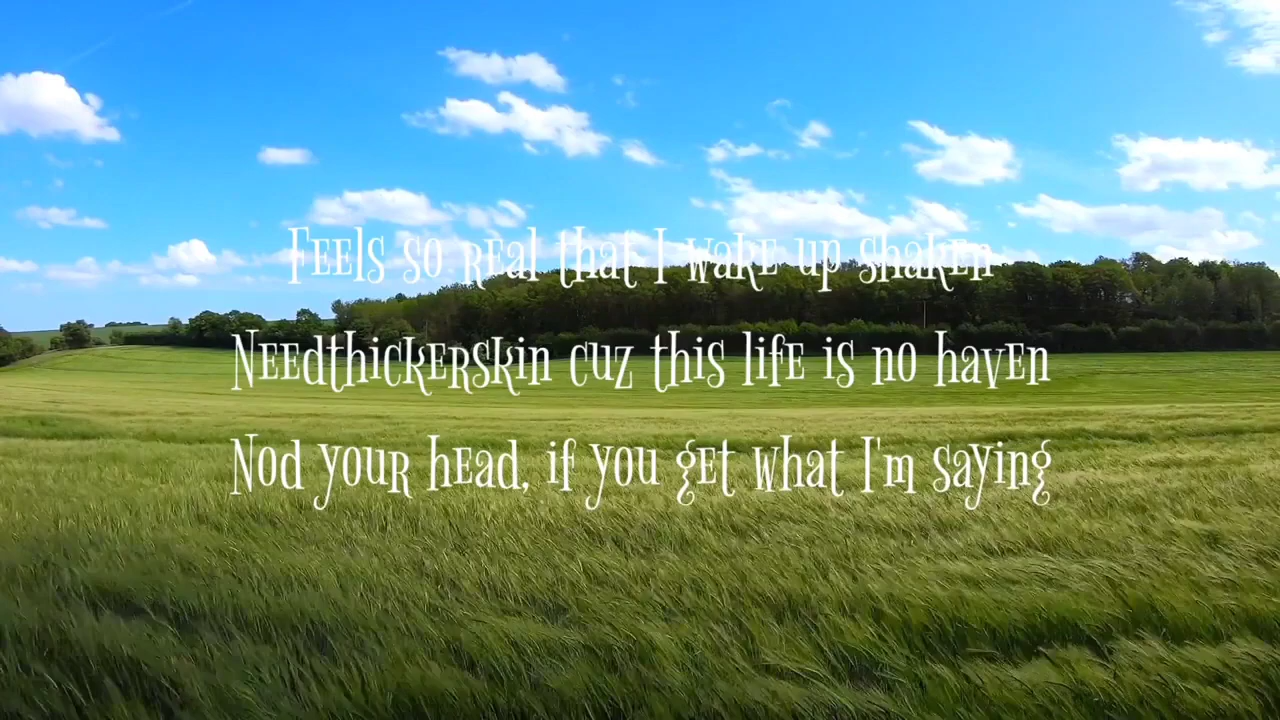 Feels so real that I wake up shaken
Needthickerskin cuz this life is no haven
Nod your head, if you get what I'm saying